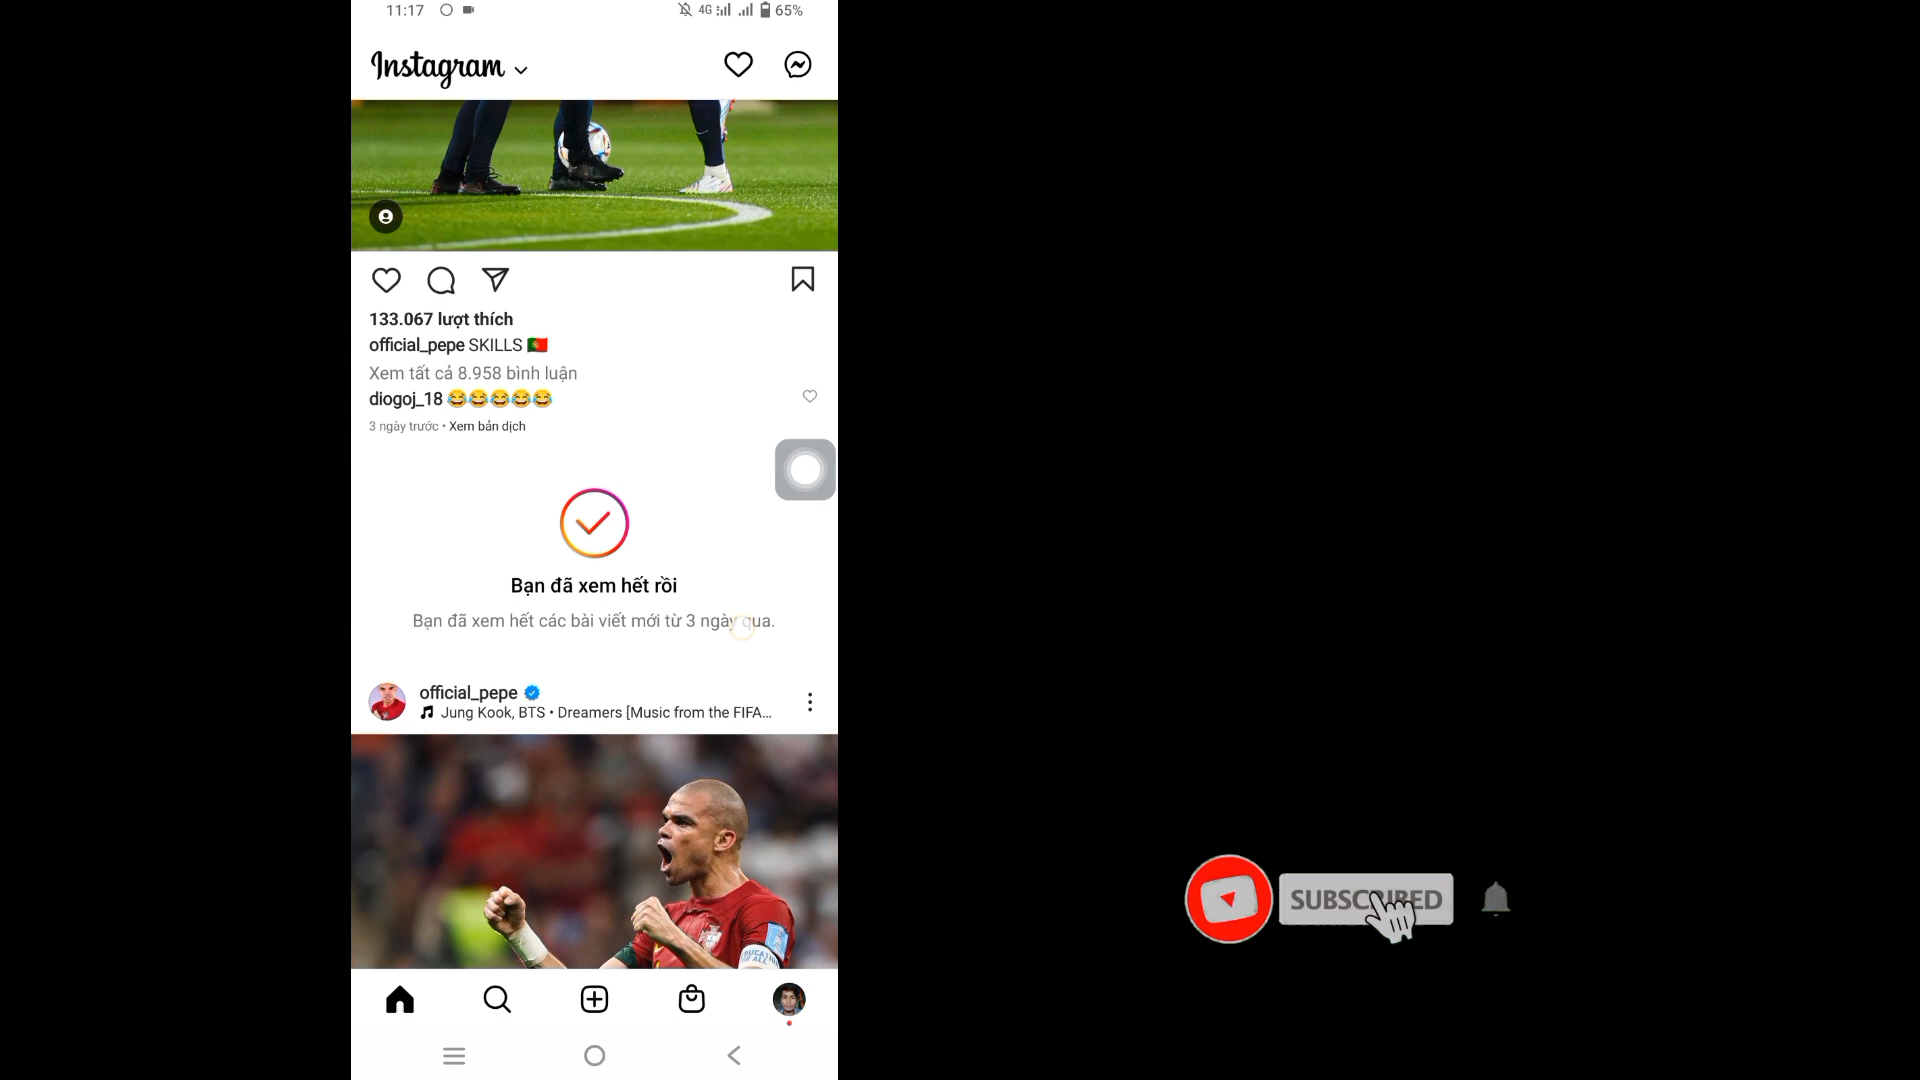 11:17 4G 65%
Instagram
133.067 lượt thích
official_pepe SKILLS 🇵🇹
Xem tất cả 8.958 bình luận
diogoj_18 😂😂😂😂😂
3 ngày trước • Xem bản dịch
Bạn đã xem hết rồi
Bạn đã xem hết các bài viết mới từ 3 ngày qua.
official_pepe
Jung Kook, BTS • Dreamers [Music from the FIFA...
SUBSCRIBED